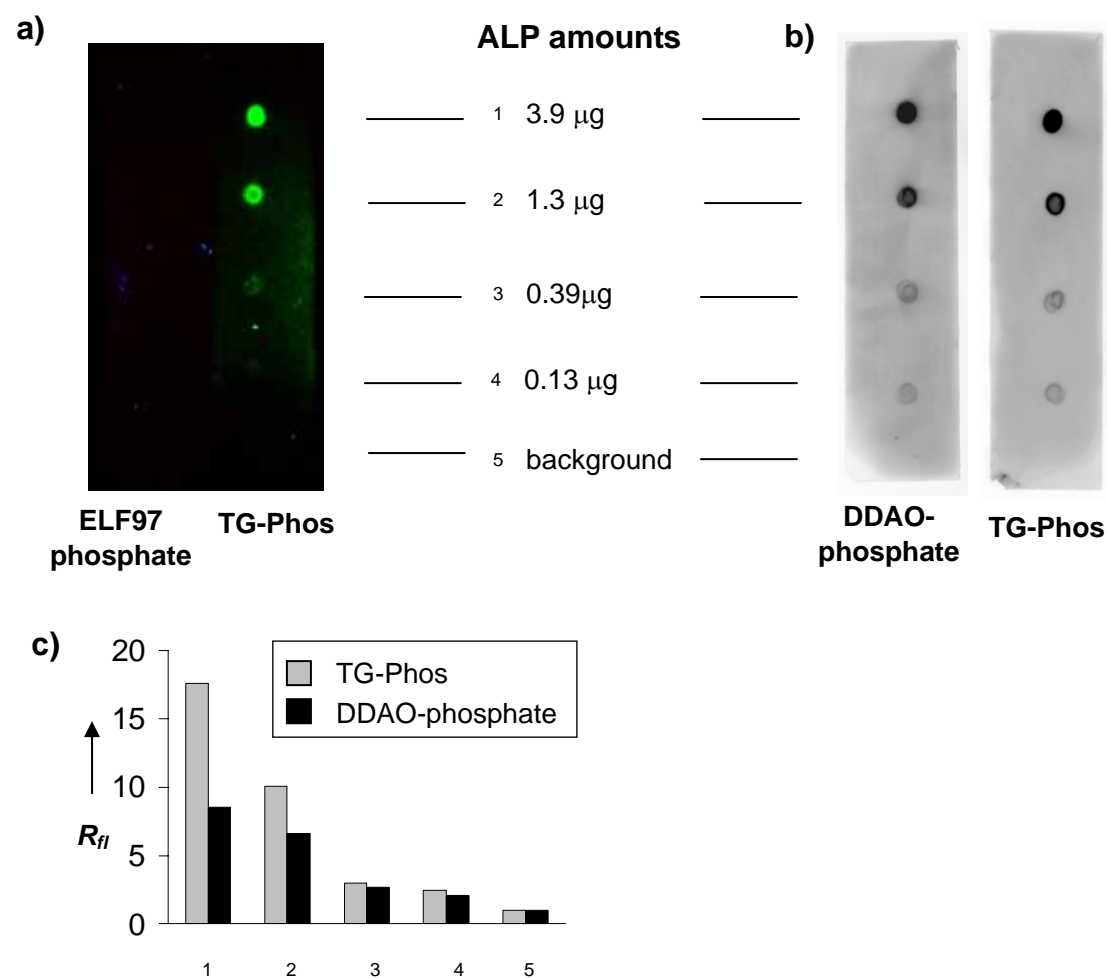 a)
ALP amounts
b)
1 3.9 μg
2 1.3 μg
3 0.39μg
4 0.13 μg
5 background
ELF97
phosphate
TG-Phos
DDAO-
phosphate
TG-Phos
c)
20
15
10
5
0
Rfl
TG-Phos
DDAO-phosphate
1 2 3 4 5